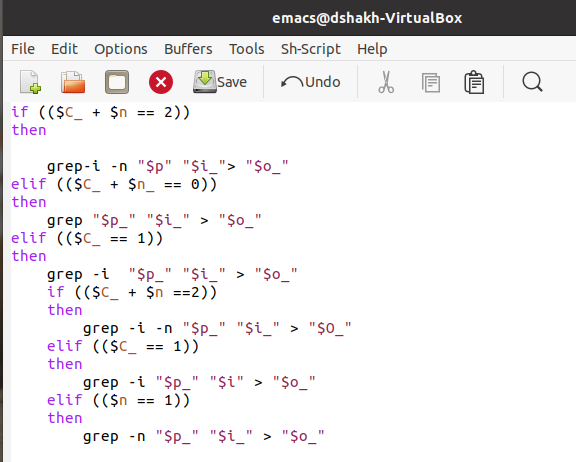 emacs@dshakh-VirtualBox
File Edit Options Buffers Tools Sh-Script Help
Save Undo
if (($C_ + $n == 2))
then
grep-i -n "$p" "$i_"> "$o_"
elif (($C_ + $n_ == 0))
then
grep "$p_" "$i_" > "$o_"
elif (($C_ == 1))
then
grep -i  "$p_" "$i_" > "$o_"
if (($C_ + $n ==2))
then
grep -i -n "$p_" "$i_" > "$O_"
elif (($C_ == 1))
then
grep -i "$p_" "$i" > "$o_"
elif (($n == 1))
then
grep -n "$p_" "$i_" > "$o_"